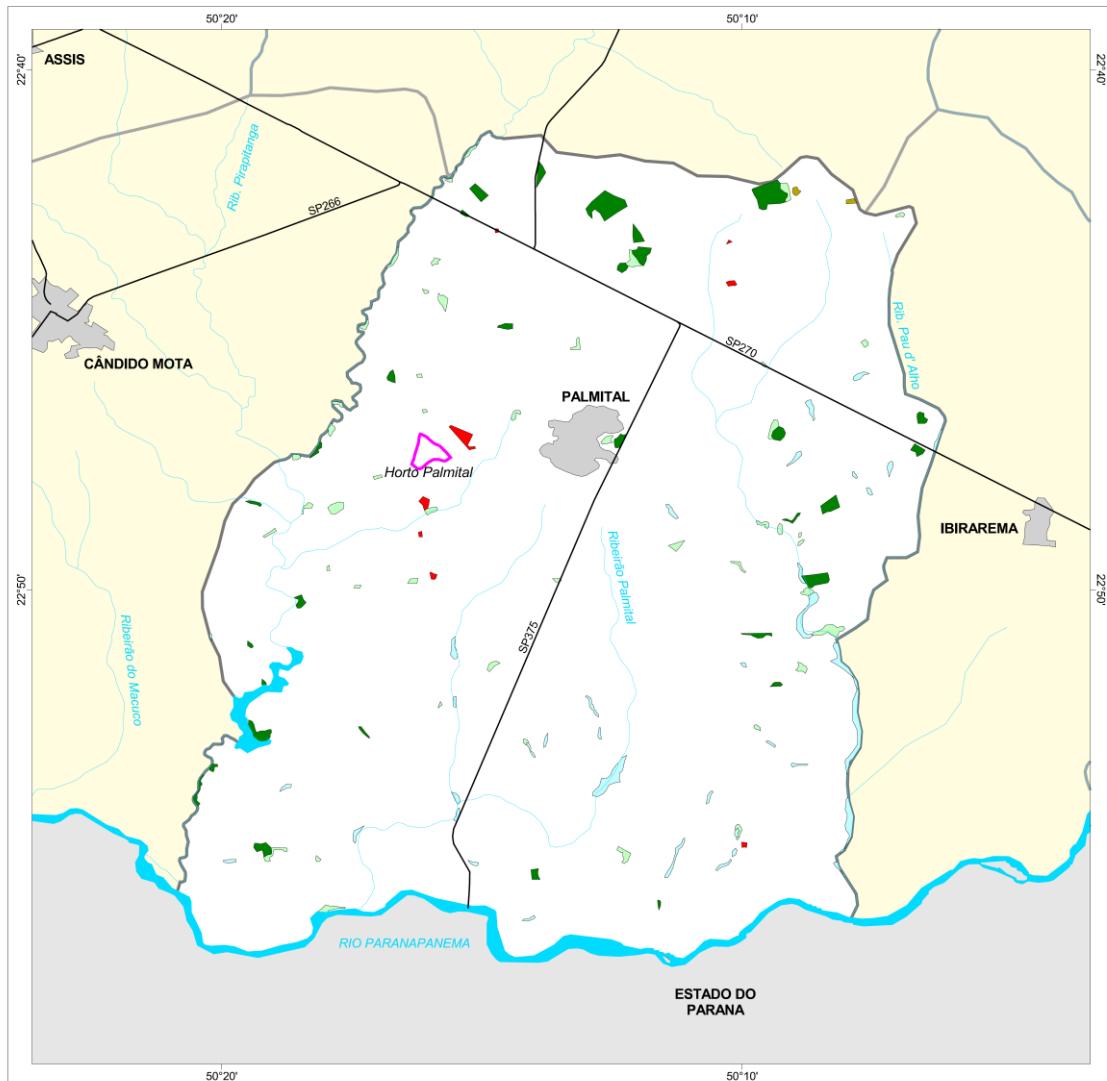 50°20'
50°10'
22°40'
22°40'
ASSIS
Rib. Pirapitanga
SP266
CÂNDIDO MOTA
Rib. Pau d' Alho
SP270
PALMITAL
Horto Palmital
IBIRAREMA
Ribeirão Palmital
22°50'
22°50'
SP375
Ribeirão do Macuco
RIO PARANAPANEMA
ESTADO DO
PARANA
50°20'
50°10'